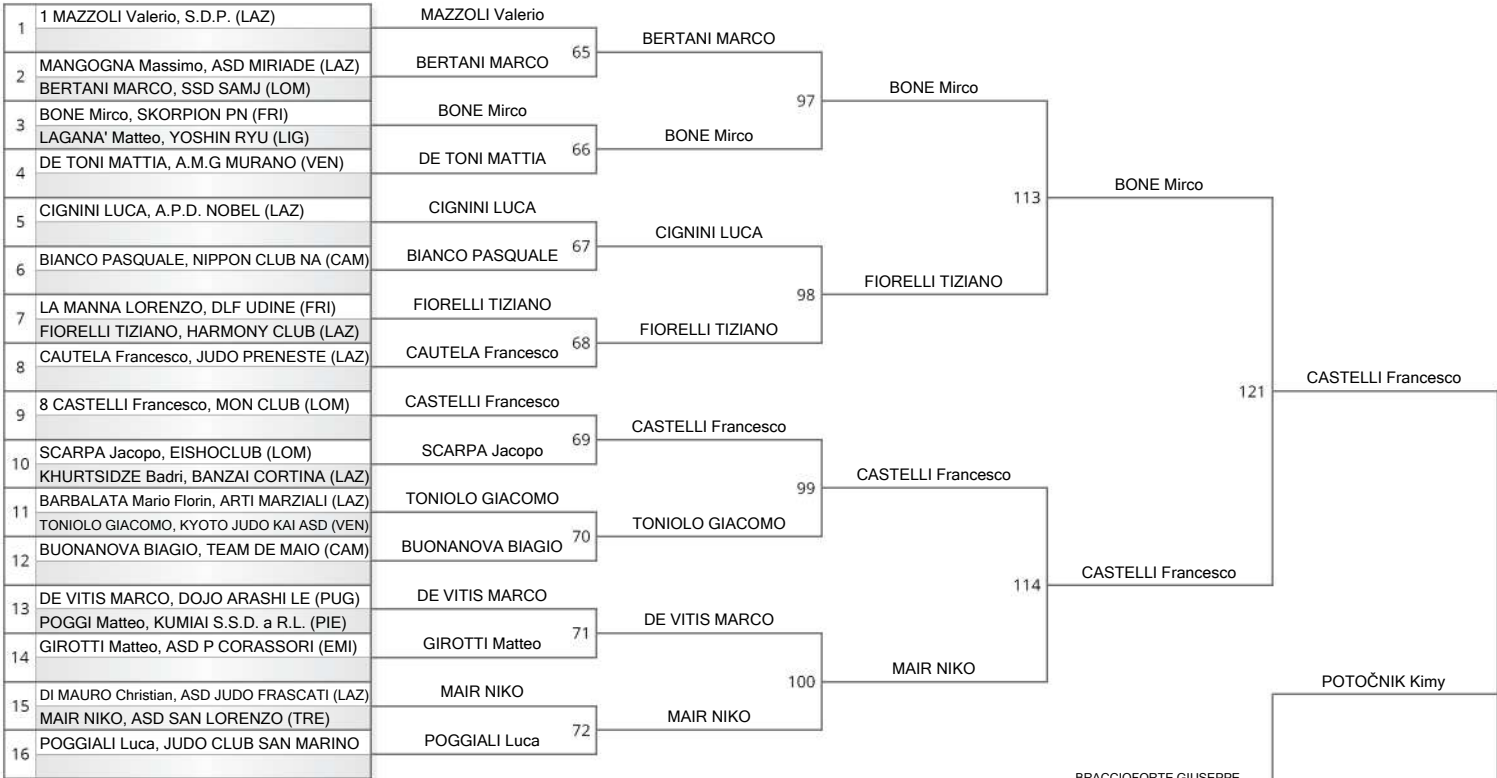 1
1 MAZZOLI Valerio, S.D.P. (LAZ)
2
MANGOGNA Massimo, ASD MIRIADE (LAZ)
BERTANI MARCO, SSD SAMJ (LOM)
3
BONE Mirco, SKORPION PN (FRI)
LAGANA' Matteo, YOSHIN RYU (LIG)
4
DE TONI MATTIA, A.M.G MURANO (VEN)
5
CIGNINI LUCA, A.P.D. NOBEL (LAZ)
6
BIANCO PASQUALE, NIPPON CLUB NA (CAM)
7
LA MANNA LORENZO, DLF UDINE (FRI)
FIORELLI TIZIANO, HARMONY CLUB (LAZ)
8
CAUTELA Francesco, JUDO PRENESTE (LAZ)
9
8 CASTELLI Francesco, MON CLUB (LOM)
10
SCARPA Jacopo, EISHOCLUB (LOM)
KHURTSIDZE Badri, BANZAI CORTINA (LAZ)
11
BARBALATA Mario Florin, ARTI MARZIALI (LAZ)
TONIOLO GIACOMO, KYOTO JUDO KAI ASD (VEN)
12
BUONANOVA BIAGIO, TEAM DE MAIO (CAM)
13
DE VITIS MARCO, DOJO ARASHI LE (PUG)
POGGI Matteo, KUMIAI S.S.D. a R.L. (PIE)
14
GIROTTI Matteo, ASD P CORASSORI (EMI)
15
DI MAURO Christian, ASD JUDO FRASCATI (LAZ)
MAIR NIKO, ASD SAN LORENZO (TRE)
16
POGGIALI Luca, JUDO CLUB SAN MARINO
MAZZOLI Valerio
65
BERTANI MARCO
BONE Mirco
66
DE TONI MATTIA
CIGNINI LUCA
67
BIANCO PASQUALE
FIORELLI TIZIANO
68
CAUTELA Francesco
CASTELLI Francesco
69
SCARPA Jacopo
TONIOLO GIACOMO
70
BUONANOVA BIAGIO
DE VITIS MARCO
71
GIROTTI Matteo
MAIR NIKO
72
POGGIALI Luca
BERTANI MARCO
97
BONE Mirco
CIGNINI LUCA
98
FIORELLI TIZIANO
CASTELLI Francesco
99
TONIOLO GIACOMO
DE VITIS MARCO
100
MAIR NIKO
BONE Mirco
113
FIORELLI TIZIANO
CASTELLI Francesco
114
MAIR NIKO
BONE Mirco
121
CASTELLI Francesco
CASTELLI Francesco
POTOČNIK Kimy
BRACCIOFORTE GIUSEPPE